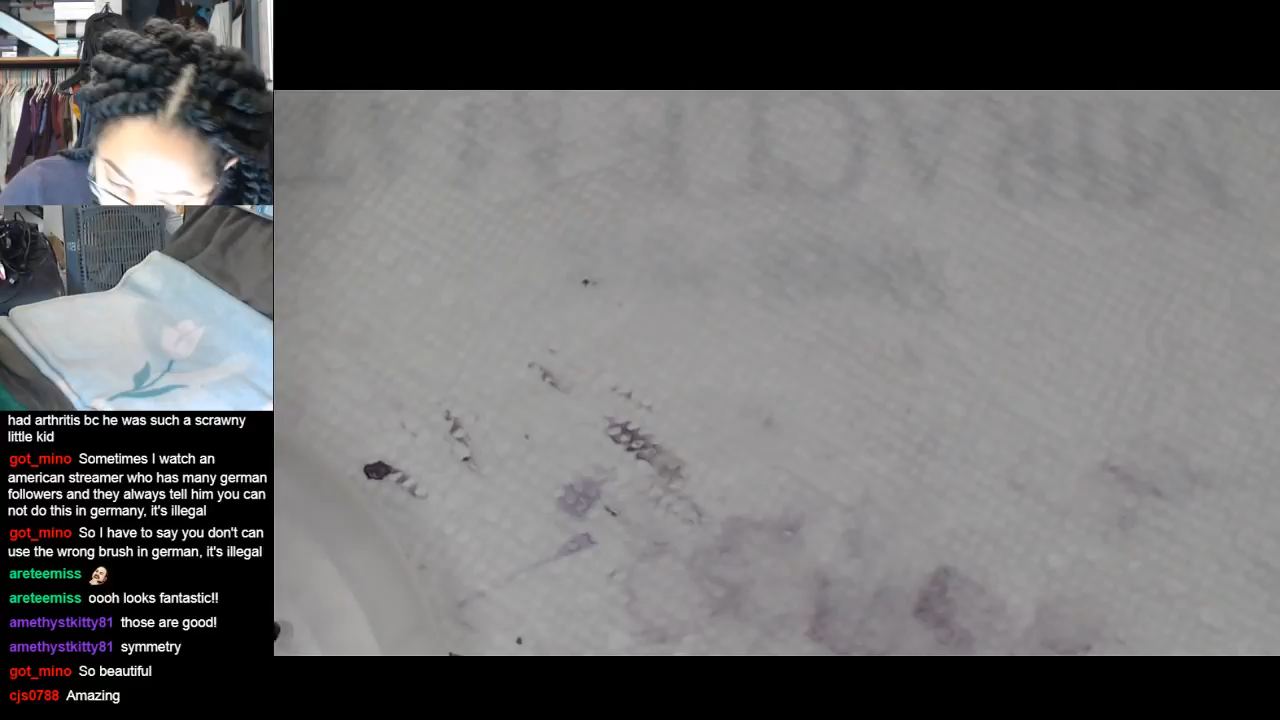 had arthritis bc he was such a scrawny
little kid
got_mino Sometimes I watch an
american streamer who has many german
followers and they always tell him you can
not do this in germany, it's illegal
got_mino So I have to say you don't can
use the wrong brush in german, it's illegal
areteemiss
areteemiss oooh looks fantastic!!
amethystkitty81 those are good!
amethystkitty81 symmetry
got_mino So beautiful
cjs0788 Amazing